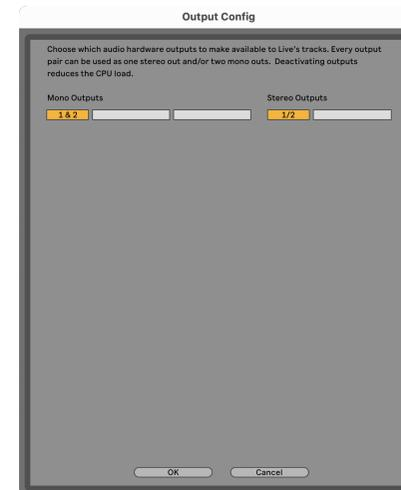 Output Config
Choose which audio hardware outputs to make available to Live's tracks. Every output
pair can be used as one stereo out and/or two mono outs.  Deactivating outputs
reduces the CPU load.
Mono Outputs
Stereo Outputs
1 & 2
1/2
OK
Cancel